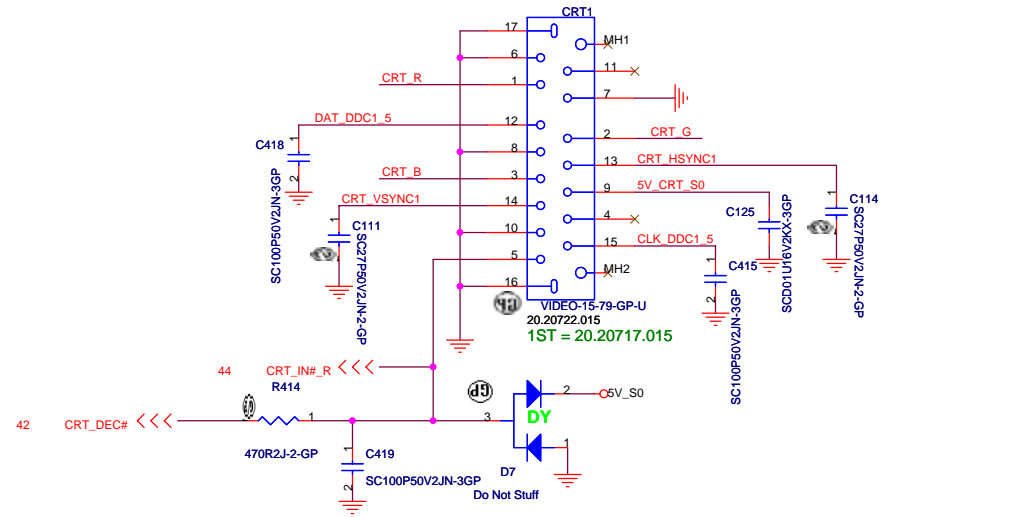 CRT1
17
MH1
6
11
CRT_R
1
7
DAT_DDC1_5
12
2
CRT_G
C418
1
2
SC100P50V2JN-3GP
8
13
CRT_HSYNC1
CRT_B
3
9
5V_CRT_S0
CRT_VSYNC1
14
4
C111
1
SC27P50V2JN-2-GP
10
15
CLK_DDC1_5
C125
SCD01U16V2KX-3GP
C114
1
SC27P50V2JN-2-GP
5
MH2
C415
1
2
SC100P50V2JN-3GP
16
VIDEO-15-79-GP-U
20.20722.015
1ST = 20.20717.015
44
CRT_IN#_R
R414
GP
42
CRT_DEC#
1
470R2J-2-GP
C419
1
2
SC100P50V2JN-3GP
3
2
5V_S0
DY
1
D7
Do Not Stuff